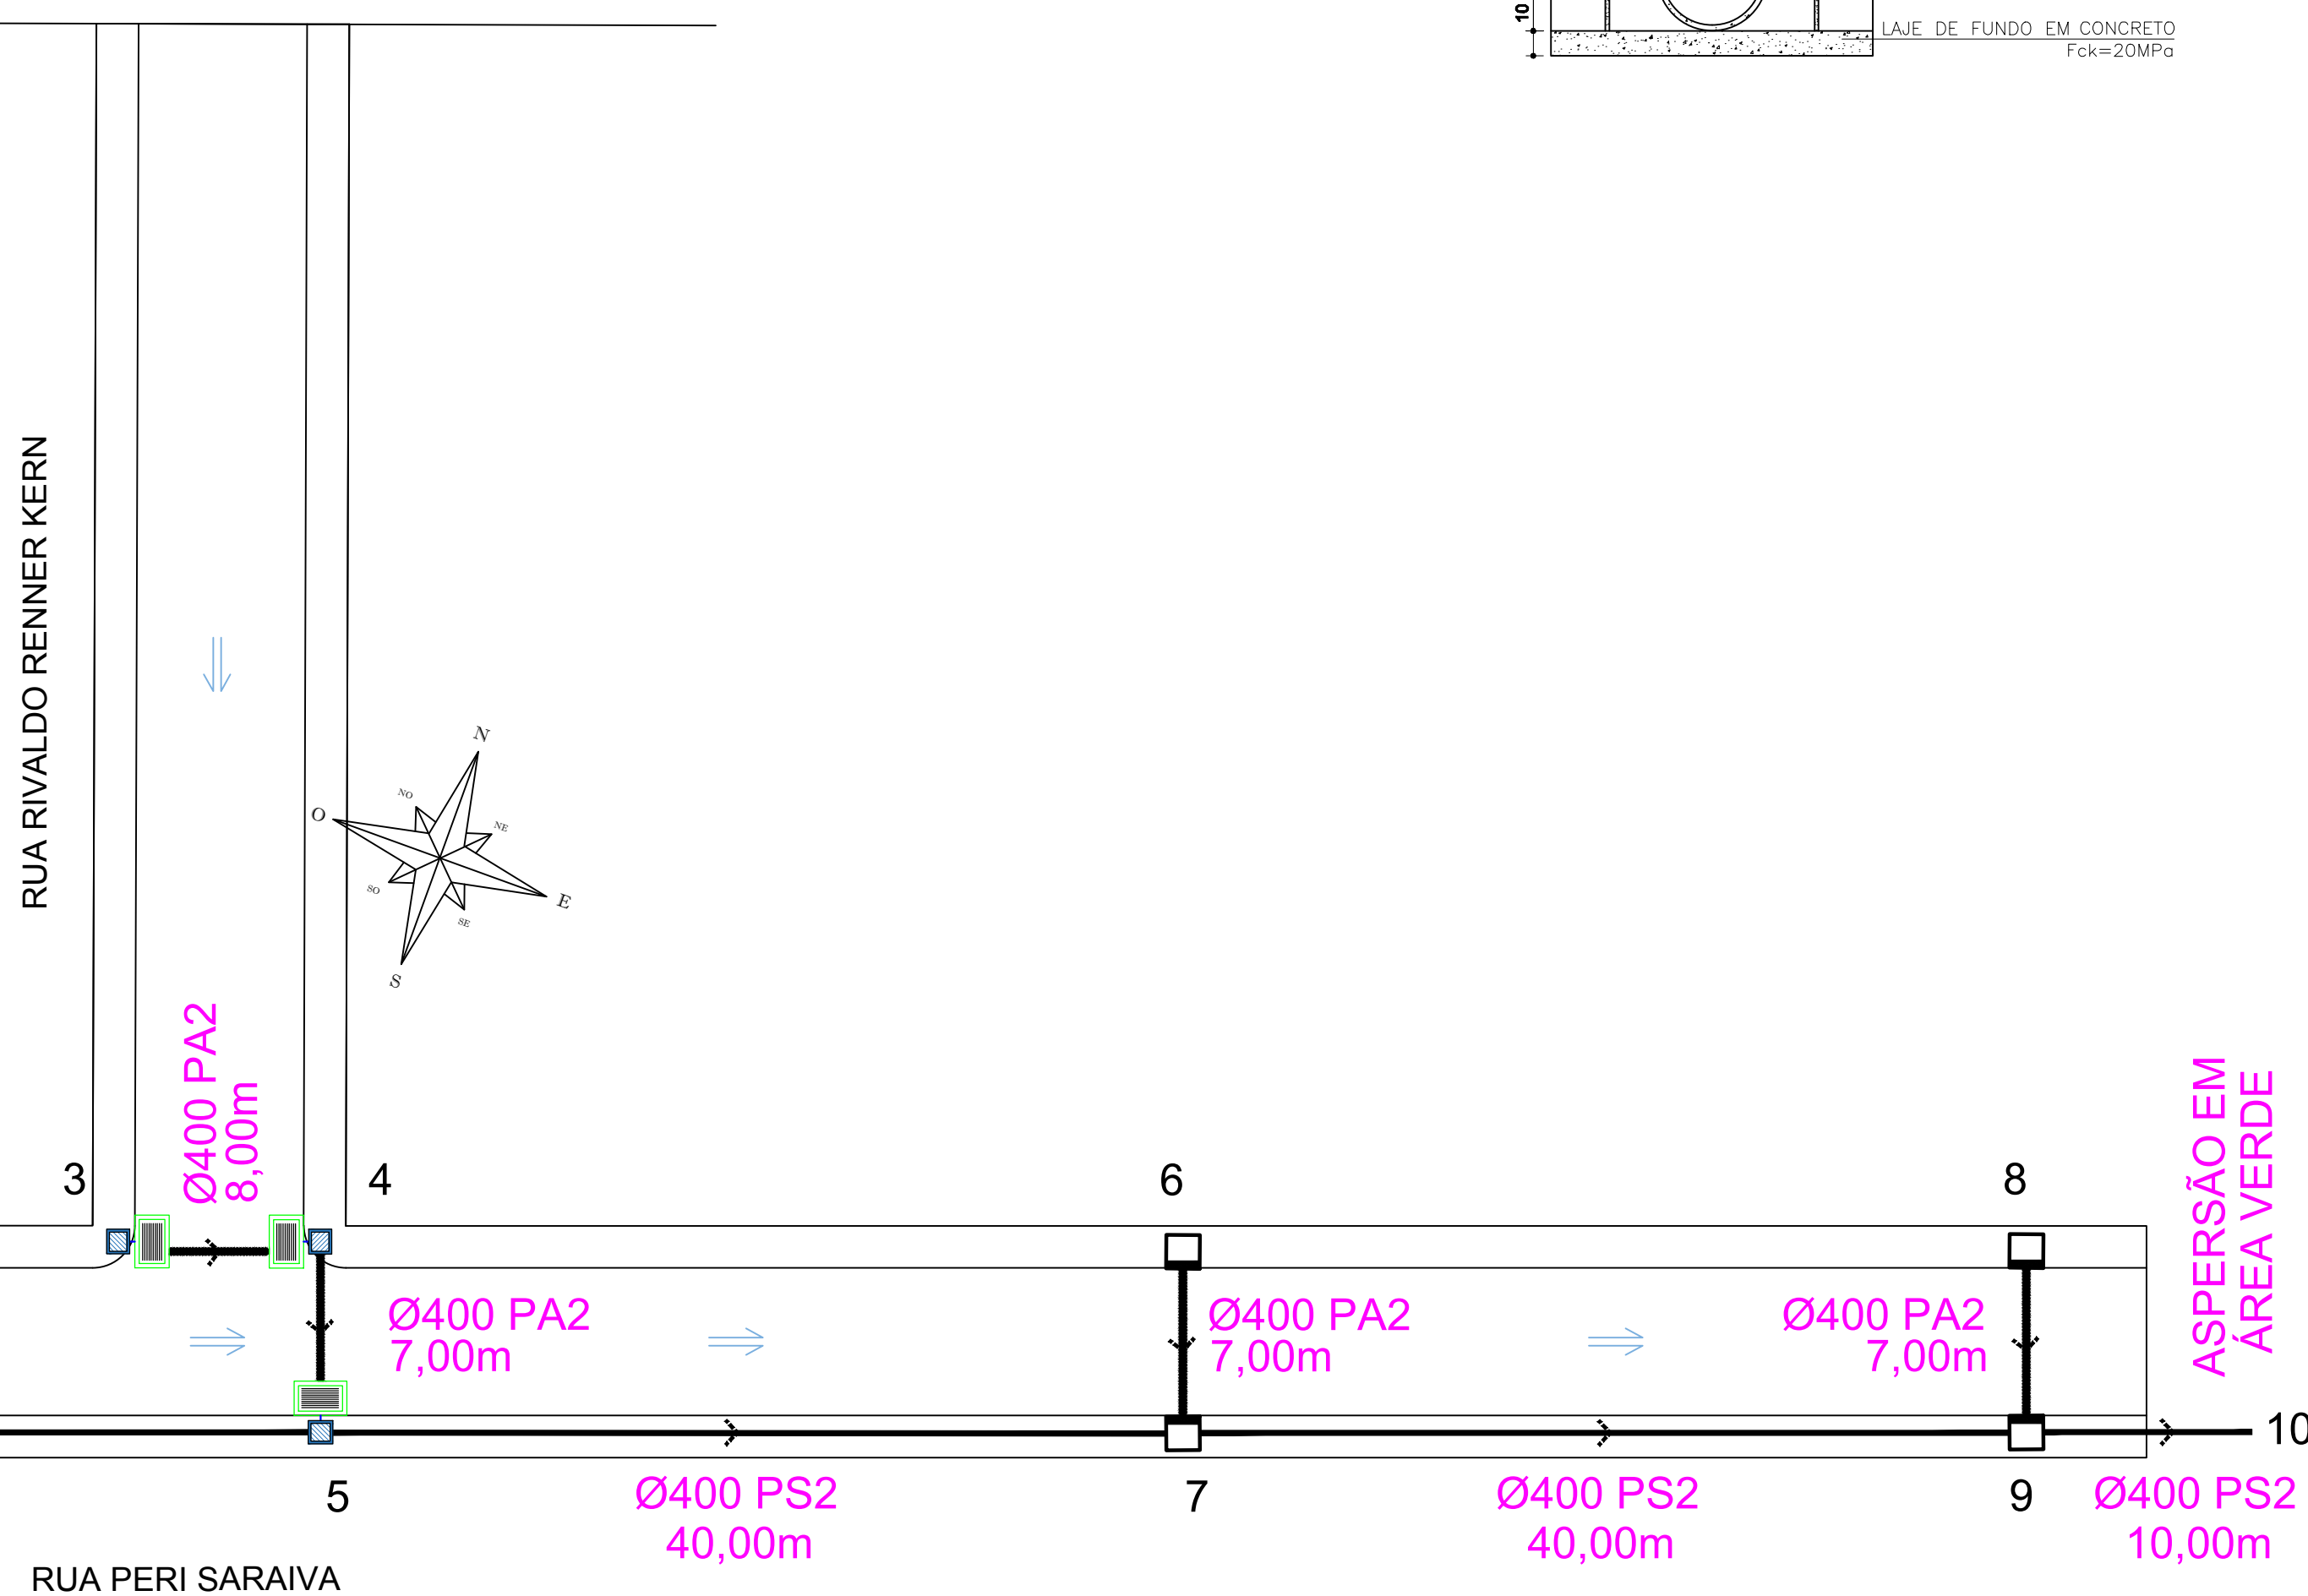 10
LAJE DE FUNDO EM CONCRETO
Fck=20MPa
RUA RIVALDO RENNER KERN
N
NO
NE
O
E
SO
SE
S
Ø400 PA2
8,00m
ASPERSÃO EM
ÁREA VERDE
3
4
6
8
Ø400 PA2
7,00m
Ø400 PA2
7,00m
Ø400 PA2
7,00m
10
5
Ø400 PS2
40,00m
7
Ø400 PS2
40,00m
9
Ø400 PS2
10,00m
RUA PERI SARAIVA